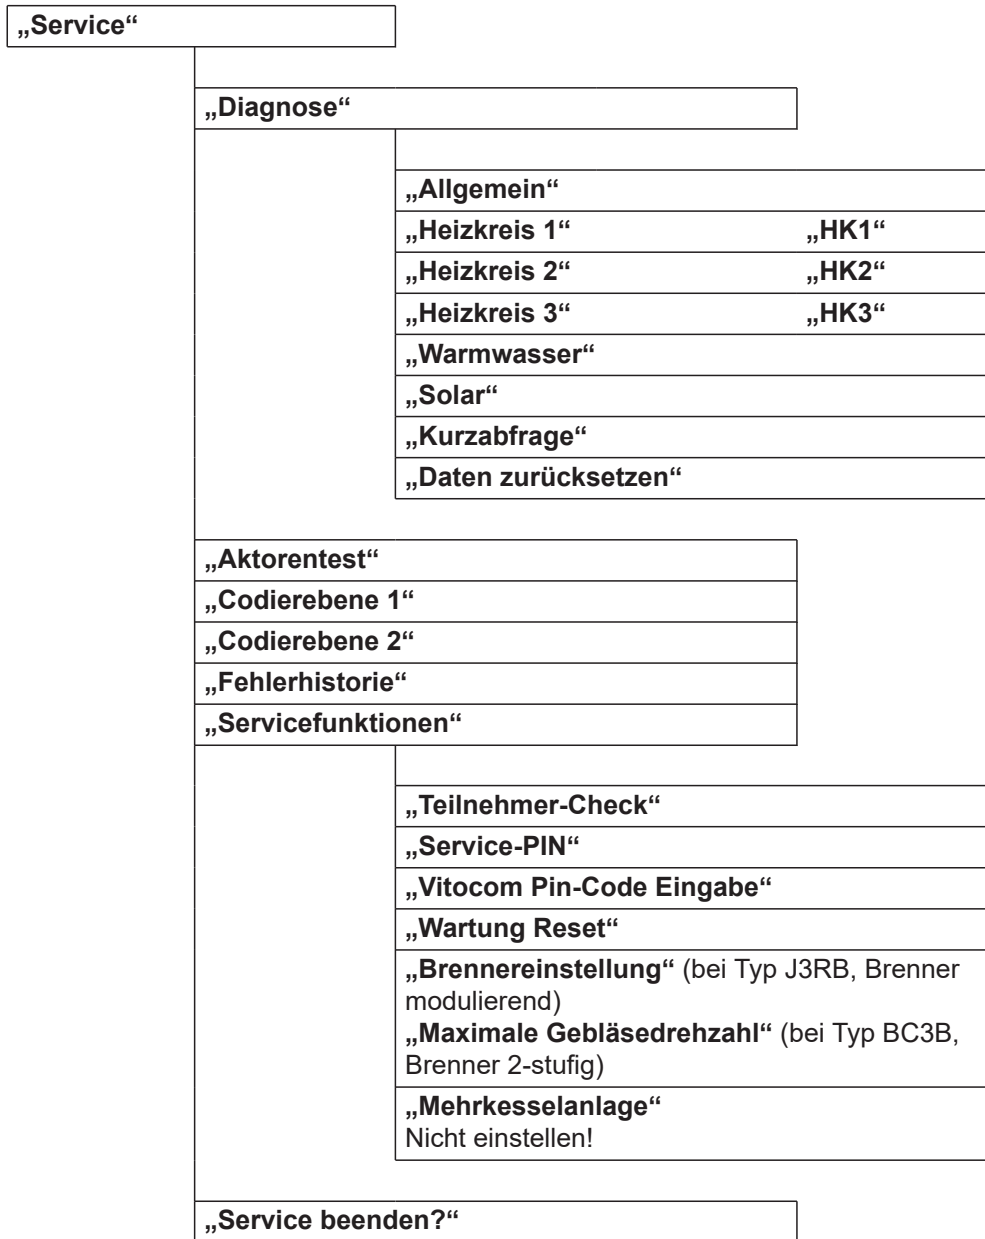 „Service“
„Diagnose“
„Allgemein“
„Heizkreis 1“ „HK1“
„Heizkreis 2“ „HK2“
„Heizkreis 3“ „HK3“
„Warmwasser“
„Solar“
„Kurzabfrage“
„Daten zurücksetzen“
„Aktorentest“
„Codierebene 1“
„Codierebene 2“
„Fehlerhistorie“
„Servicefunktionen“
„Teilnehmer-Check“
„Service-PIN“
„Vitocom Pin-Code Eingabe“
„Wartung Reset“
„Brennereinstellung“ (bei Typ J3RB, Brenner
modulierend)
„Maximale Gebläsedrehzahl“ (bei Typ BC3B,
Brenner 2-stufig)
„Mehrkesselanlage“
Nicht einstellen!
„Service beenden?“